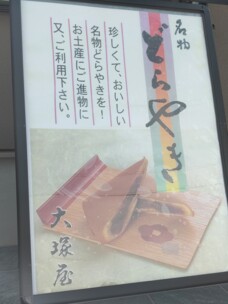 名物
どらやき
珍しくて、おいしい
名物どらやきを！
お土産にご進物に
又、ご利用下さい。
大塚屋